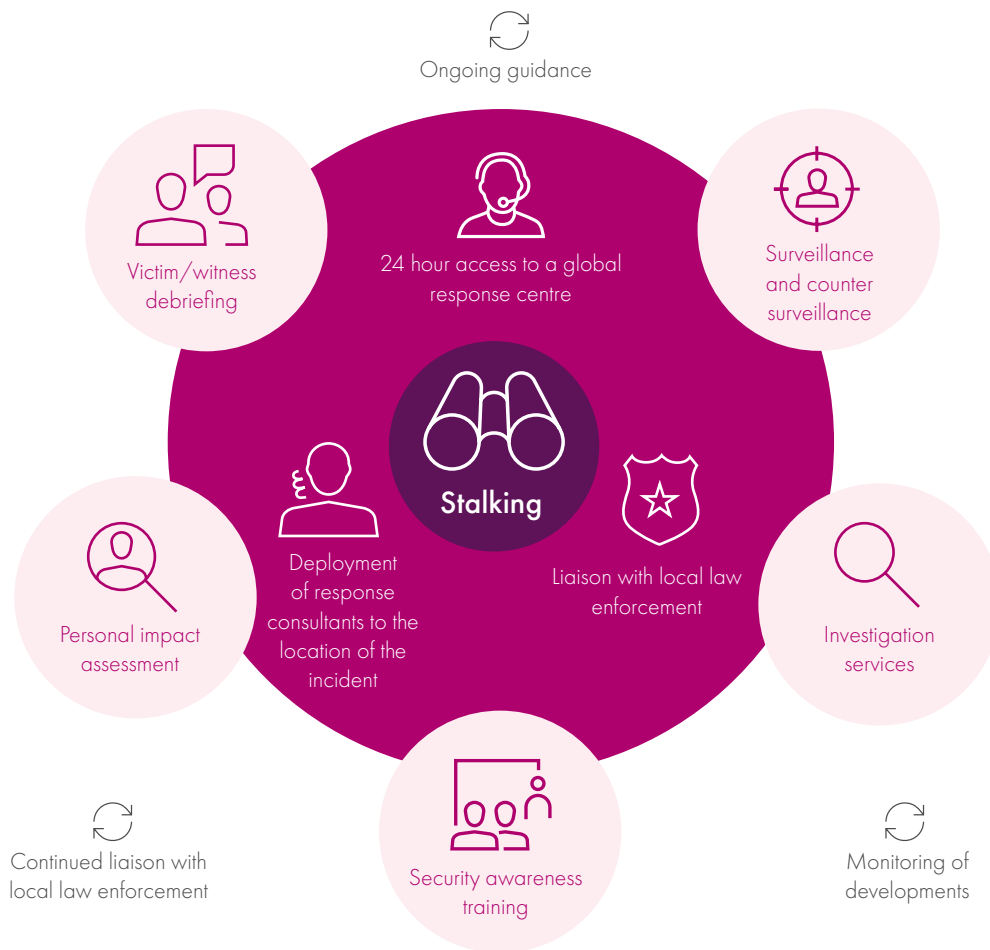 Ongoing guidance
Victim/witness
debriefing
24 hour access to a global
response centre
Surveillance
and counter
surveillance
Stalking
Deployment
of response
consultants to the
location of the
incident
Liaison with local law
enforcement
Personal impact
assessment
Investigation
services
Security awareness
training
Continued liaison with
local law enforcement
Monitoring of
developments